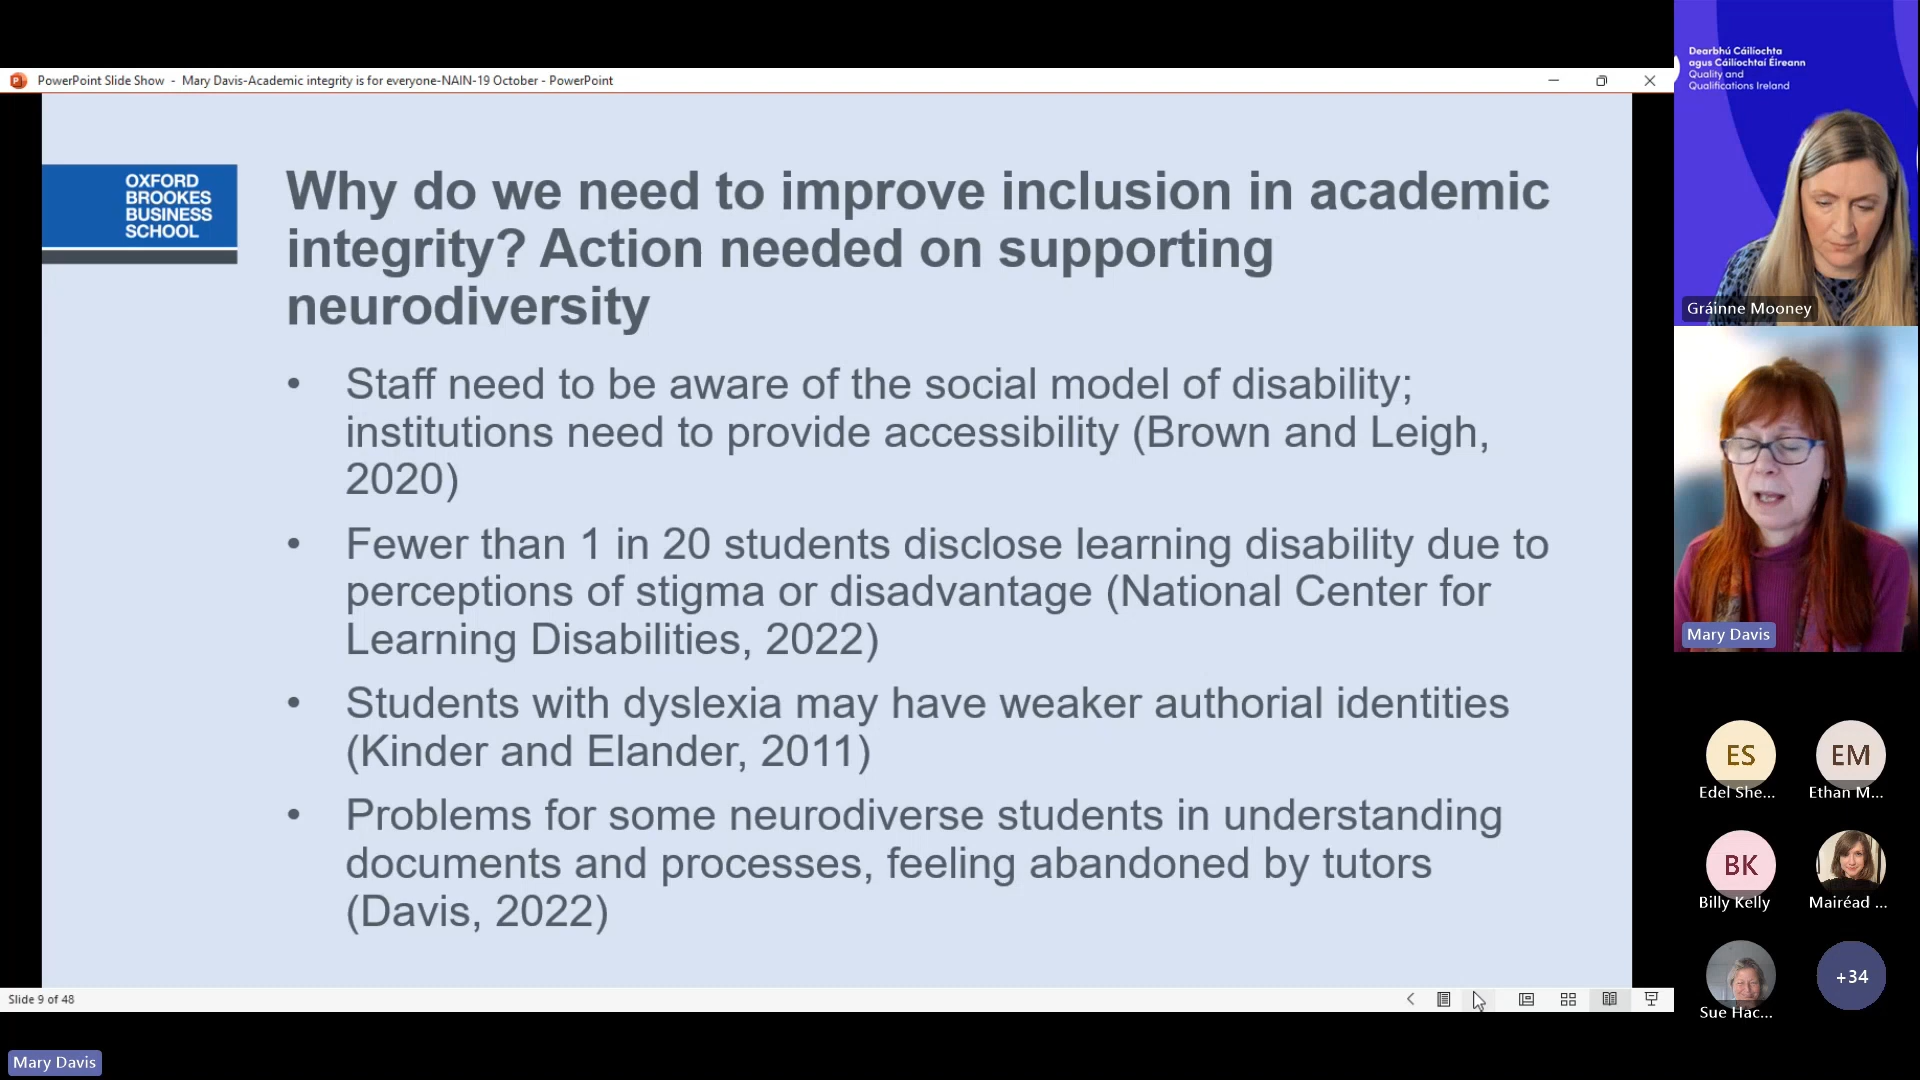 PowerPoint Slide Show - Mary Davis-Academic integrity is for everyone-NAIN-19 October - PowerPoint
OXFORD
BROOKES
BUSINESS
SCHOOL
Why do we need to improve inclusion in academic
integrity? Action needed on supporting
neurodiversity
• Staff need to be aware of the social model of disability;
institutions need to provide accessibility (Brown and Leigh,
2020)
• Fewer than 1 in 20 students disclose learning disability due to
perceptions of stigma or disadvantage (National Center for
Learning Disabilities, 2022)
• Students with dyslexia may have weaker authorial identities
(Kinder and Elander, 2011)
• Problems for some neurodiverse students in understanding
documents and processes, feeling abandoned by tutors
(Davis, 2022)
Slide 9 of 48
Mary Davis
Dearbhú Cáilíochta
agus Cáilíochtaí Éireann
Quality and
Qualifications Ireland
Gráinne Mooney
Mary Davis
ES
Edel She...
EM
Ethan M...
BK
Billy Kelly
Mairéad ...
Sue Hac...
+34